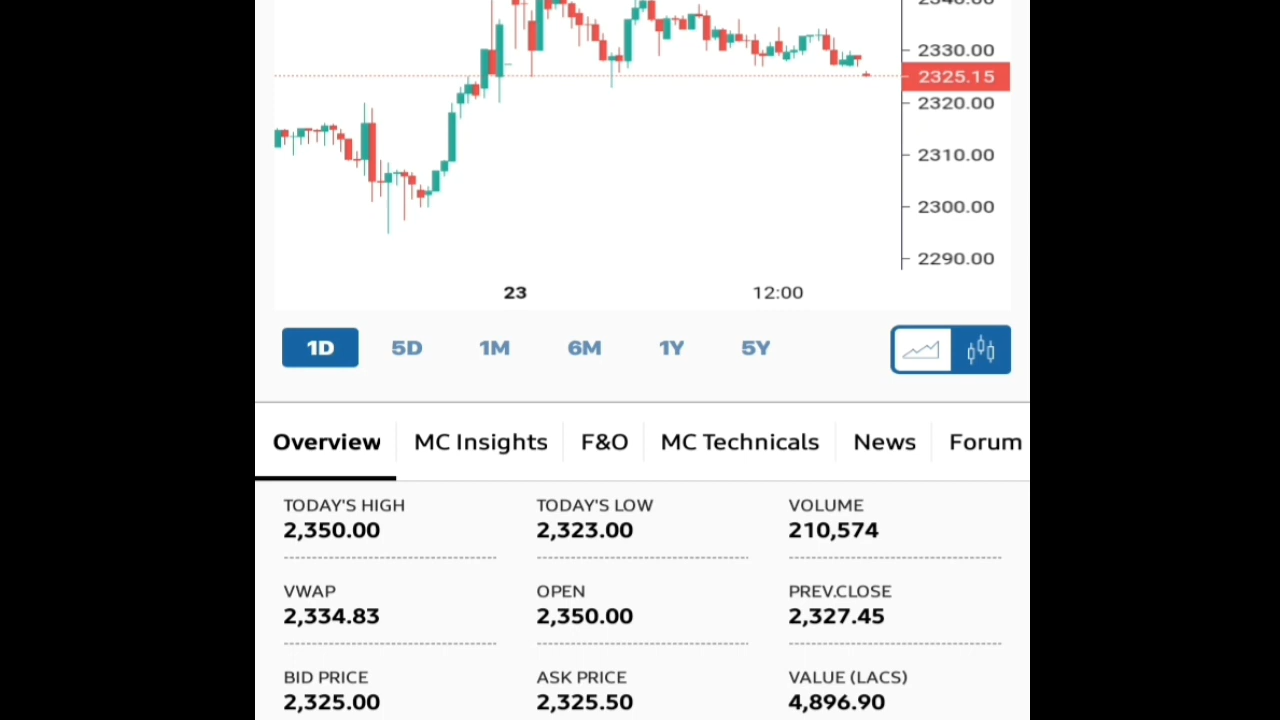 2340.00
2330.00
2325.15
2320.00
2310.00
2300.00
2290.00
23 12:00
1D 5D 1M 6M 1Y 5Y
Overview MC Insights F&O MC Technicals News Forum
TODAY'S HIGH TODAY'S LOW VOLUME
2,350.00 2,323.00 210,574
VWAP OPEN PREV.CLOSE
2,334.83 2,350.00 2,327.45
BID PRICE ASK PRICE VALUE (LACS)
2,325.00 2,325.50 4,896.90